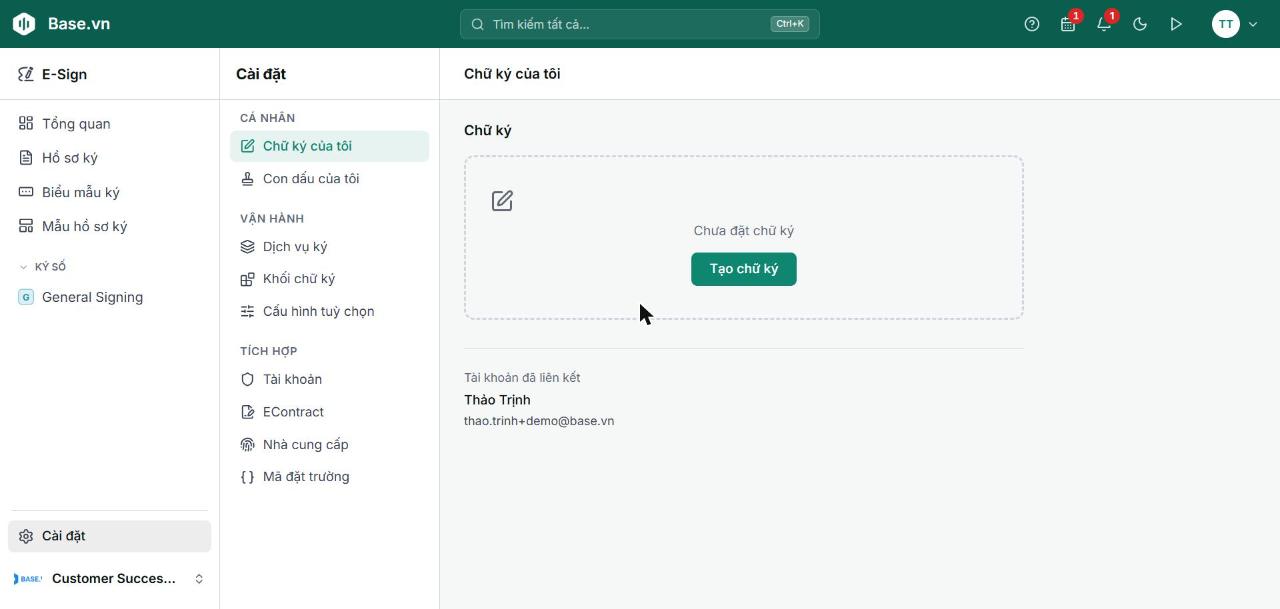 Base.vn
Tìm kiếm tất cả...
Ctrl+K
1
1
TT
E-Sign
Tổng quan
Hồ sơ ký
Biểu mẫu ký
Mẫu hồ sơ ký
KÝ SỐ
G
General Signing
Cài đặt
BASE.V
Customer Succes...
Cài đặt
CÁ NHÂN
Chữ ký của tôi
Con dấu của tôi
VẬN HÀNH
Dịch vụ ký
Khối chữ ký
Cấu hình tuỳ chọn
TÍCH HỢP
Tài khoản
EContract
Nhà cung cấp
Mã đặt trường
Chữ ký của tôi
Chữ ký
Chưa đặt chữ ký
Tạo chữ ký
Tài khoản đã liên kết
Thảo Trịnh
thao.trinh+demo@base.vn